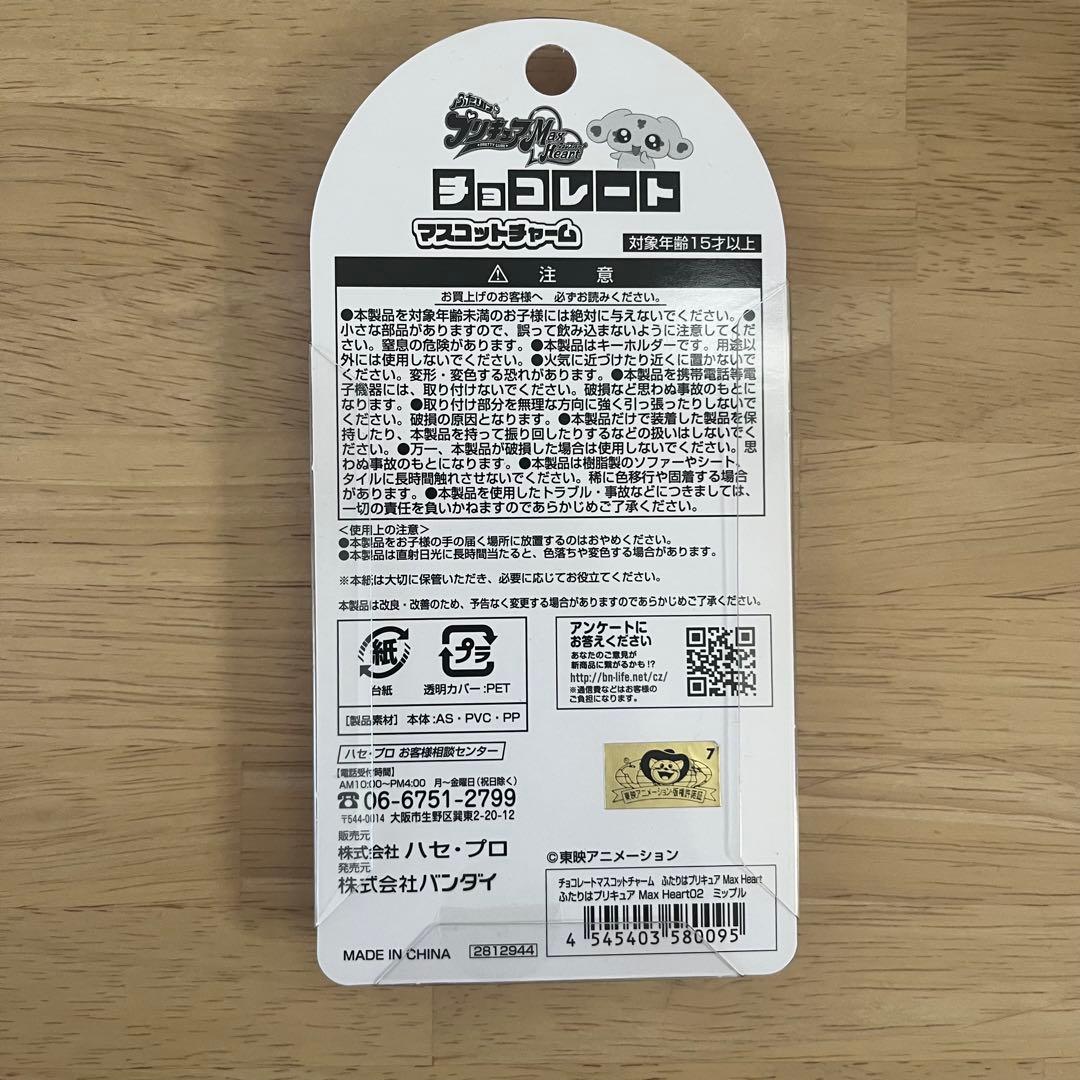 ふたりは
プリキュア Max Heart
マックスハート
PRETTY CURE
チョコレート
マスコットチャーム
対象年齢15才以上
⚠ 注意
お買上げのお客様へ 必ずお読みください。
●本製品を対象年齢未満のお子様には絶対に与えないでください。●
小さな部品がありますので、誤って飲み込まないように注意してくだ
さい。窒息の危険があります。●本製品はキーホルダーです。用途以
外には使用しないでください。●火気に近づけたり近くに置かないで
ください。変形・変色する恐れがあります。●本製品を携帯電話等電
子機器には、取り付けないでください。破損など思わぬ事故のもとに
なります。●取り付け部分を無理な方向に強く引っ張ったりしないで
ください。破損の原因となります。●本製品だけで装着した製品を保
持したり、本製品を持って振り回したりするなどの扱いはしないでく
ださい。●万一、本製品が破損した場合は使用しないでください。思
わぬ事故のもとになります。●本製品は樹脂製のソファーやシート、
タイルに長時間触れさせないでください。稀に色移行や固着する場合
があります。●本製品を使用したトラブル・事故などにつきましては、
一切の責任を負いかねますのであらかじめご了承ください。
＜使用上の注意＞
●本製品をお子様の手の届く場所に放置するのはおやめください。
●本製品は直射日光に長時間当たると、色落ちや変色する場合があります。
※本紙は大切に保管いただき、必要に応じてお役立てください。
本製品は改良・改善のため、予告なく変更する場合がありますのであらかじめご了承ください。
紙
台紙
プラ
透明カバー:PET
[製品素材] 本体:AS・PVC・PP
アンケートに
お答えください
あなたのご意見が
新商品に繋がるかも!?
http://bn-life.net/cz/
※通信費などはお客様の
ご負担になります。
ハセ・プロ お客様相談センター
【電話受付時間】
AM10:00〜PM4:00 月〜金曜日(祝日除く)
☎06-6751-2799
〒544-0014 大阪市生野区巽東2-20-12
販売元
株式会社 ハセ・プロ
発売元
株式会社バンダイ
7
東映アニメーション・版権許諾証
©東映アニメーション
チョコレートマスコットチャーム ふたりはプリキュア Max Heart
ふたりはプリキュア Max Heart02 ミップル
4 545403 580095
MADE IN CHINA 2812944